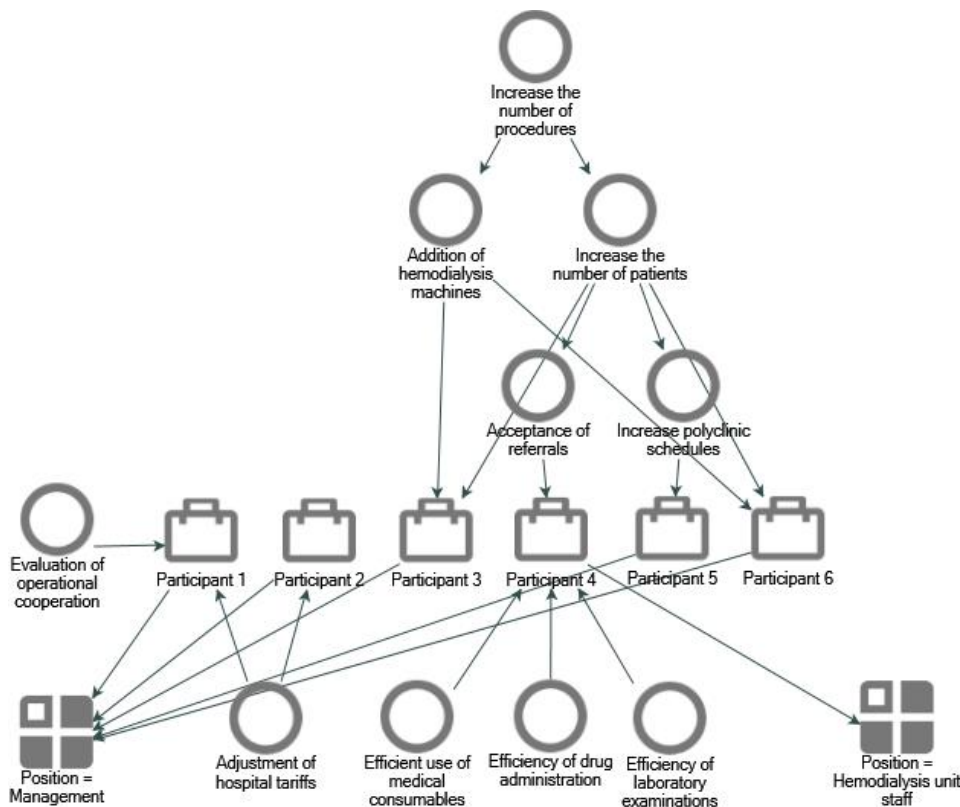 Increase the
number of
procedures
Addition of
hemodialysis
machines
Increase the
number of patients
Acceptance of
referrals
Increase polyclinic
schedules
Evaluation of
operational
cooperation
Participant 1
Participant 2
Participant 3
Participant 4
Participant 5
Participant 6
Position =
Management
Adjustment of
hospital tariffs
Efficient use of
medical
consumables
Efficiency of drug
administration
Efficiency of
laboratory
examinations
Position =
Hemodialysis unit
staff